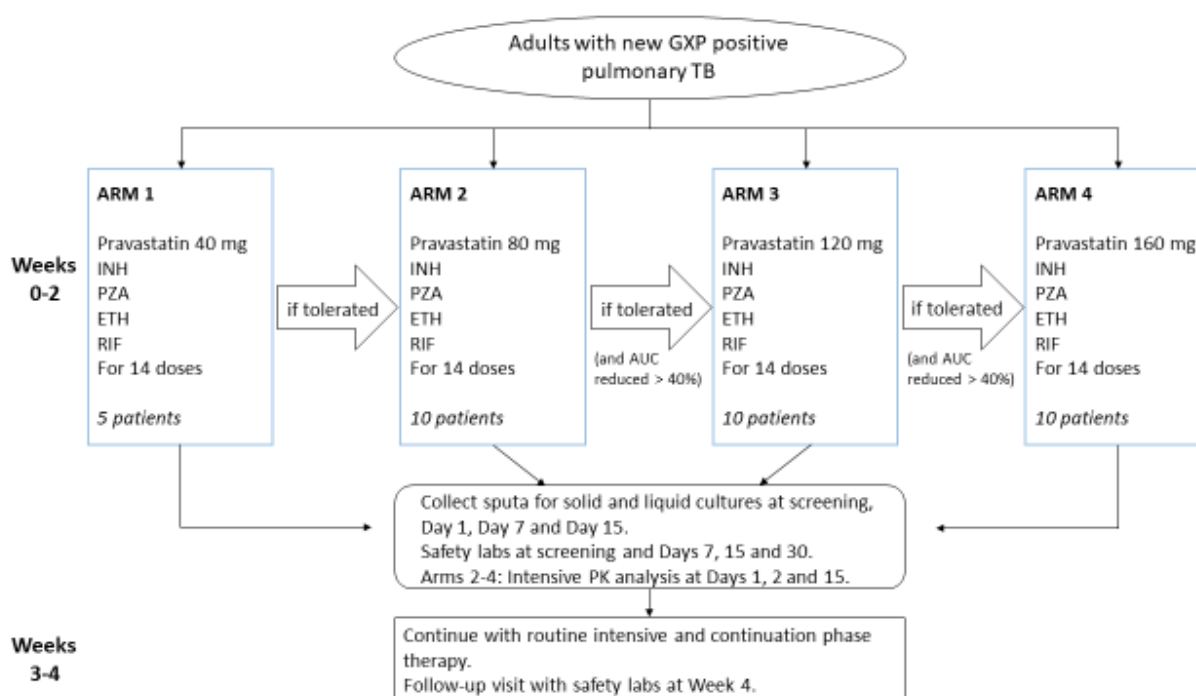 Adults with new GXP positive
pulmonary TB
ARM 1
Pravastatin 40 mg
INH
PZA
ETH
RIF
For 14 doses
5 patients
if tolerated
ARM 2
Pravastatin 80 mg
INH
PZA
ETH
RIF
For 14 doses
10 patients
if tolerated
(and AUC
reduced > 40%)
ARM 3
Pravastatin 120 mg
INH
PZA
ETH
RIF
For 14 doses
10 patients
if tolerated
(and AUC
reduced > 40%)
ARM 4
Pravastatin 160 mg
INH
PZA
ETH
RIF
For 14 doses
10 patients
Weeks
0-2
Collect sputa for solid and liquid cultures at screening,
Day 1, Day 7 and Day 15.
Safety labs at screening and Days 7, 15 and 30.
Arms 2-4: Intensive PK analysis at Days 1, 2 and 15.
Weeks
3-4
Continue with routine intensive and continuation phase
therapy.
Follow-up visit with safety labs at Week 4.